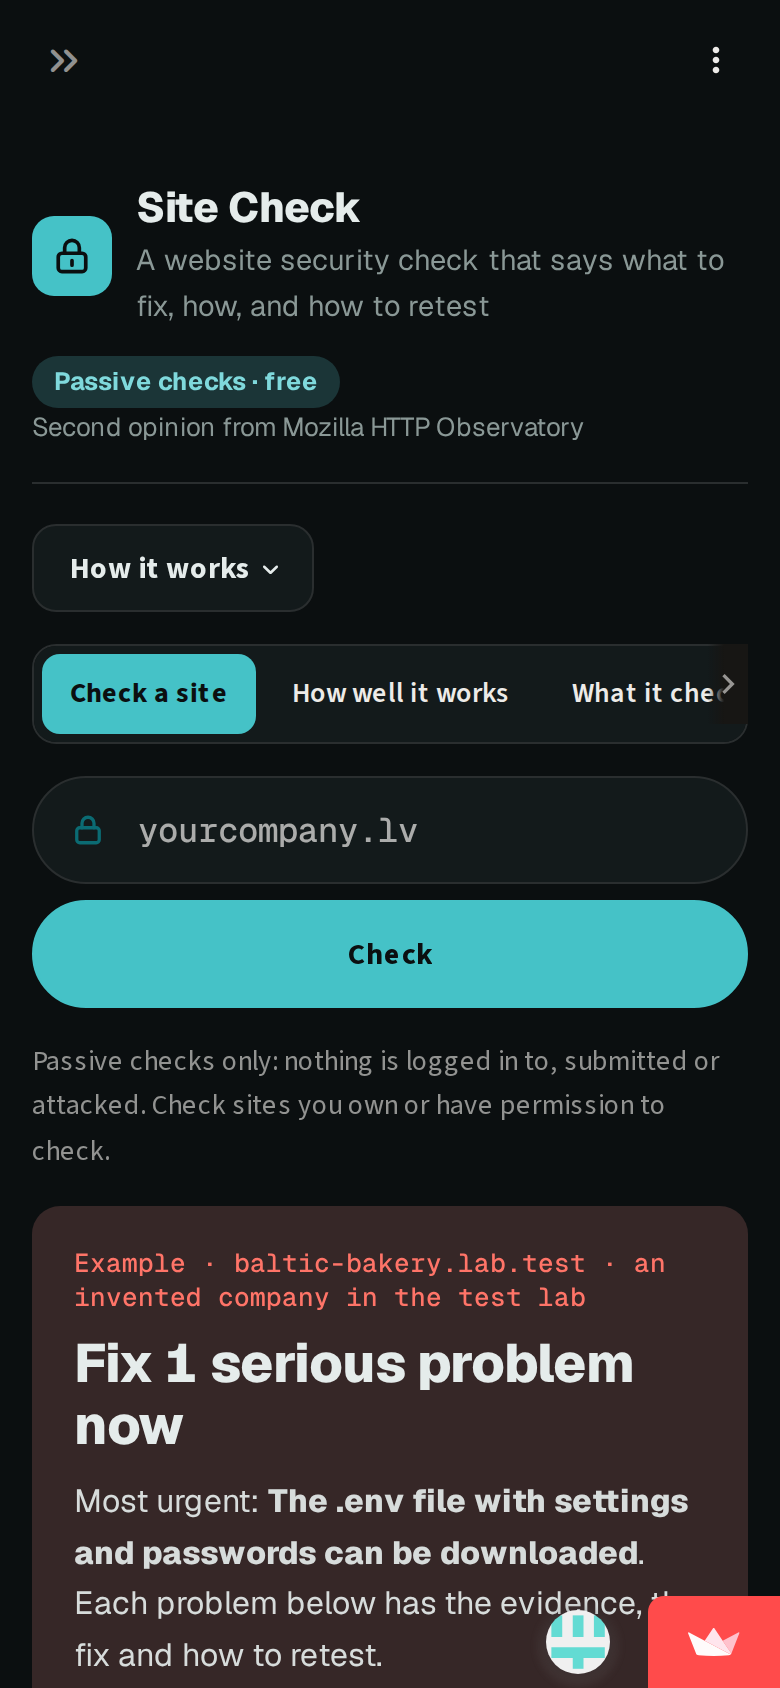 Site Check
A website security check that says what to
fix, how, and how to retest
Passive checks · free
Second opinion from Mozilla HTTP Observatory
How it works
Check a site
How well it works
What it
yourcompany.lv
Check
Passive checks only: nothing is logged in to, submitted or
attacked. Check sites you own or have permission to
check.
Example · baltic-bakery.lab.test · an
invented company in the test lab
Fix 1 serious problem
now
Most urgent: The .env file with settings
and passwords can be downloaded.
Each problem below has the evidence,
fix and how to retest.